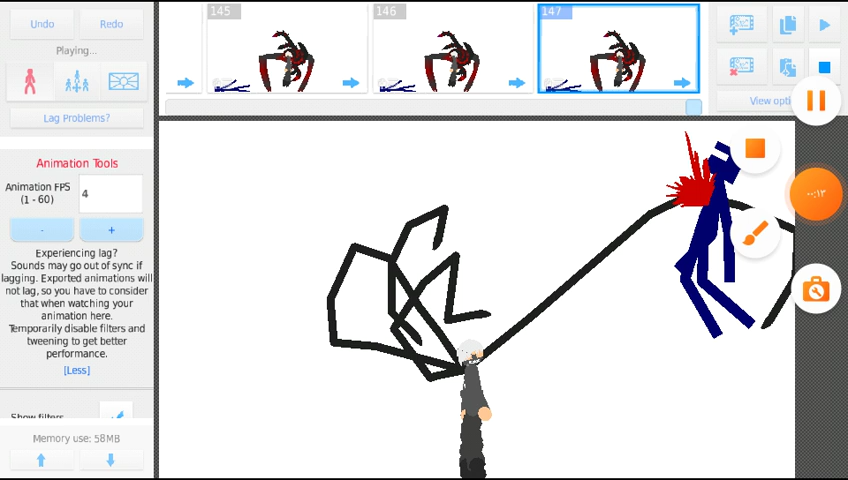 Undo Redo
Playing...
Lag Problems?
Animation Tools
Animation FPS
(1 - 60)
4
- +
Experiencing lag?
Sounds may go out of sync if
lagging. Exported animations will
not lag, so you have to consider
that when watching your
animation here.
Temporarily disable filters and
tweening to get better
performance.
[Less]
Show filters
Memory use: 58MB
145 146 147
View opti
٠٠:١٣